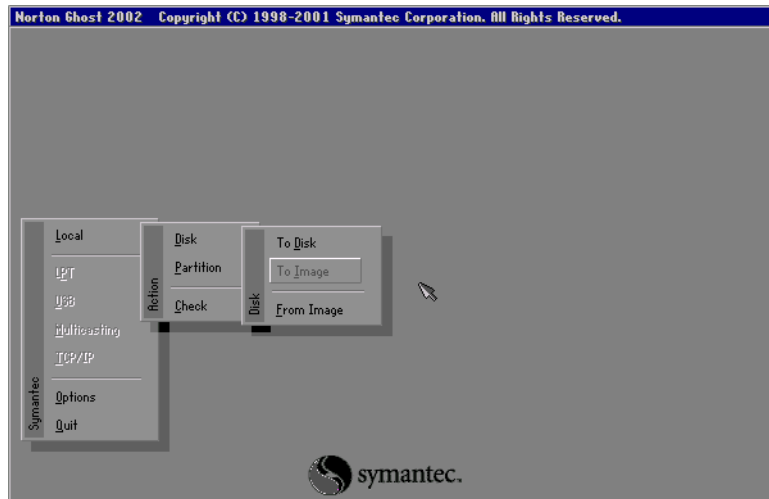 Norton Ghost 2002   Copyright (C) 1998-2001 Symantec Corporation. All Rights Reserved.
Symantec
Local
LPT
USB
Multicasting
TCP/IP
Options
Quit
Action
Disk
Partition
Check
Disk
To Disk
To Image
From Image
symantec.